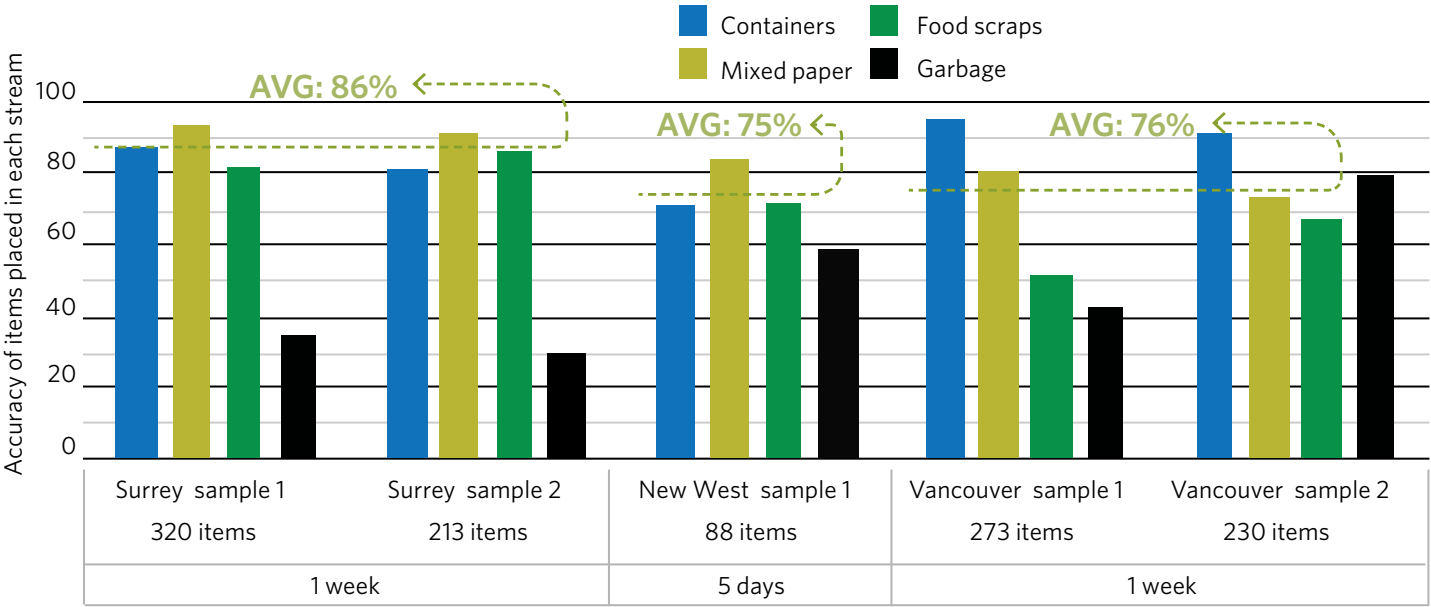 Containers
Food scraps
Mixed paper
Garbage
Accuracy of items placed in each stream
AVG: 86%
AVG: 75%
AVG: 76%
100
80
60
40
20
0
Surrey sample 1
Surrey sample 2
New West sample 1
Vancouver sample 1
Vancouver sample 2
320 items
213 items
88 items
273 items
230 items
1 week
5 days
1 week